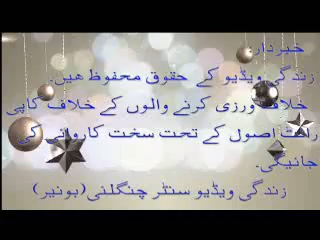 خبردار
زندگی ویڈیو کے حقوق محفوظ ھیں۔
خلاف ورزی کرنے والوں کے خلاف کاپی
رائٹ اصول کے تحت سخت کاروائی کی
جائیگی۔
زندگی ویڈیو سنٹر چنگلئی(بونیر)